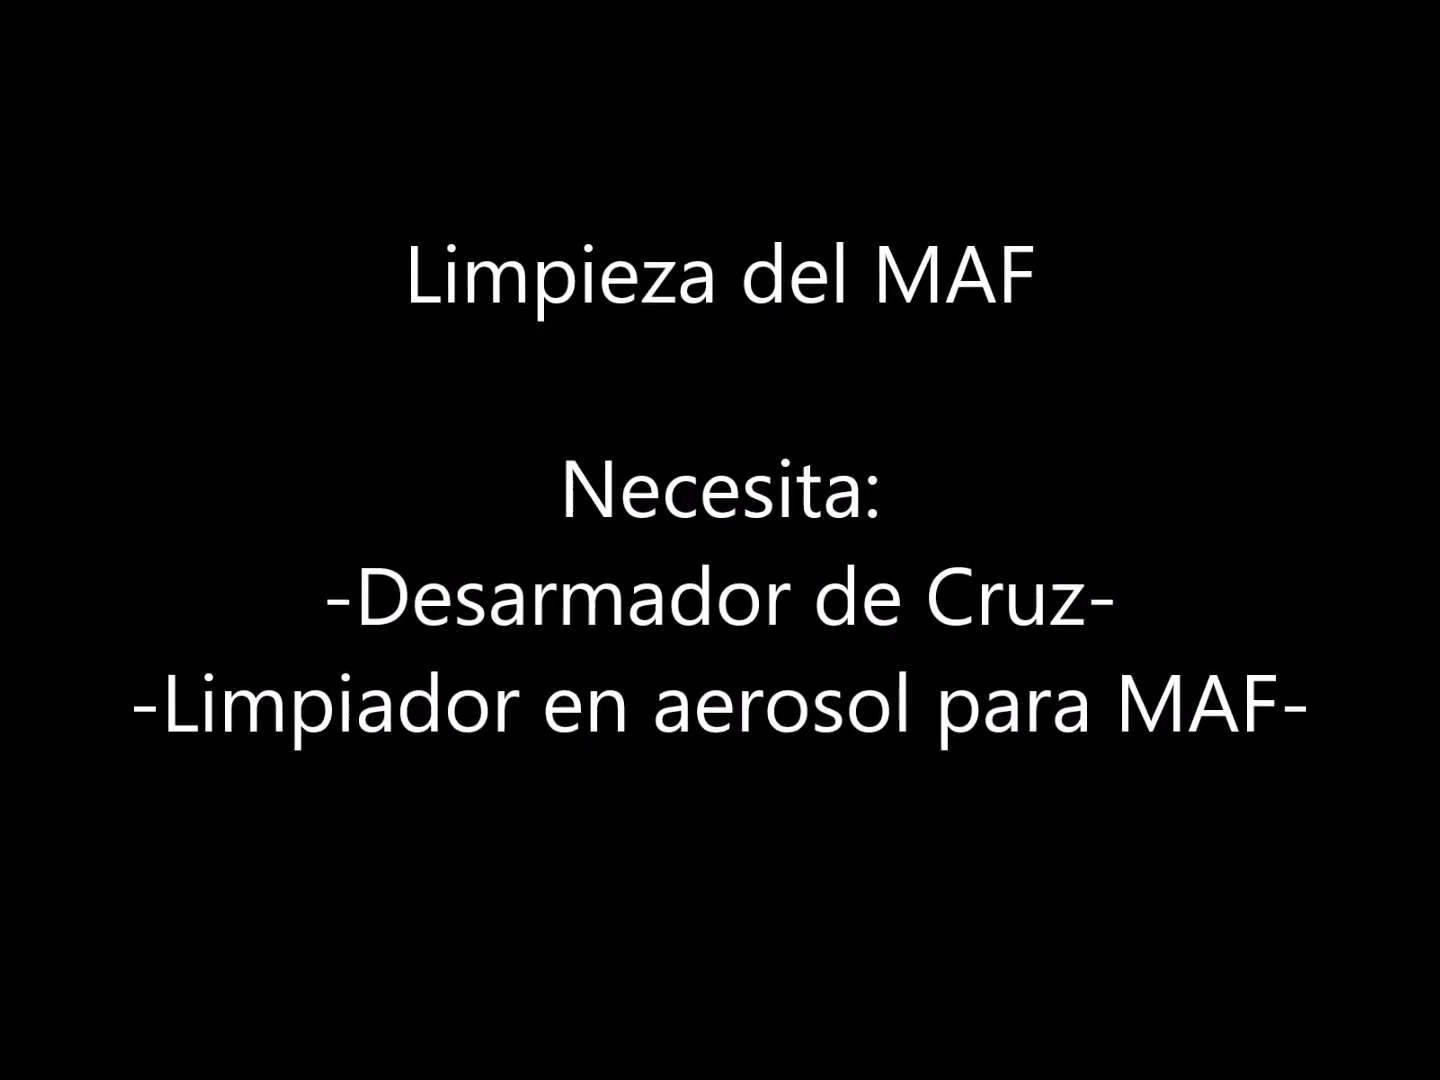 Limpieza del MAF
Necesita:
-Desarmador de Cruz-
-Limpiador en aerosol para MAF-